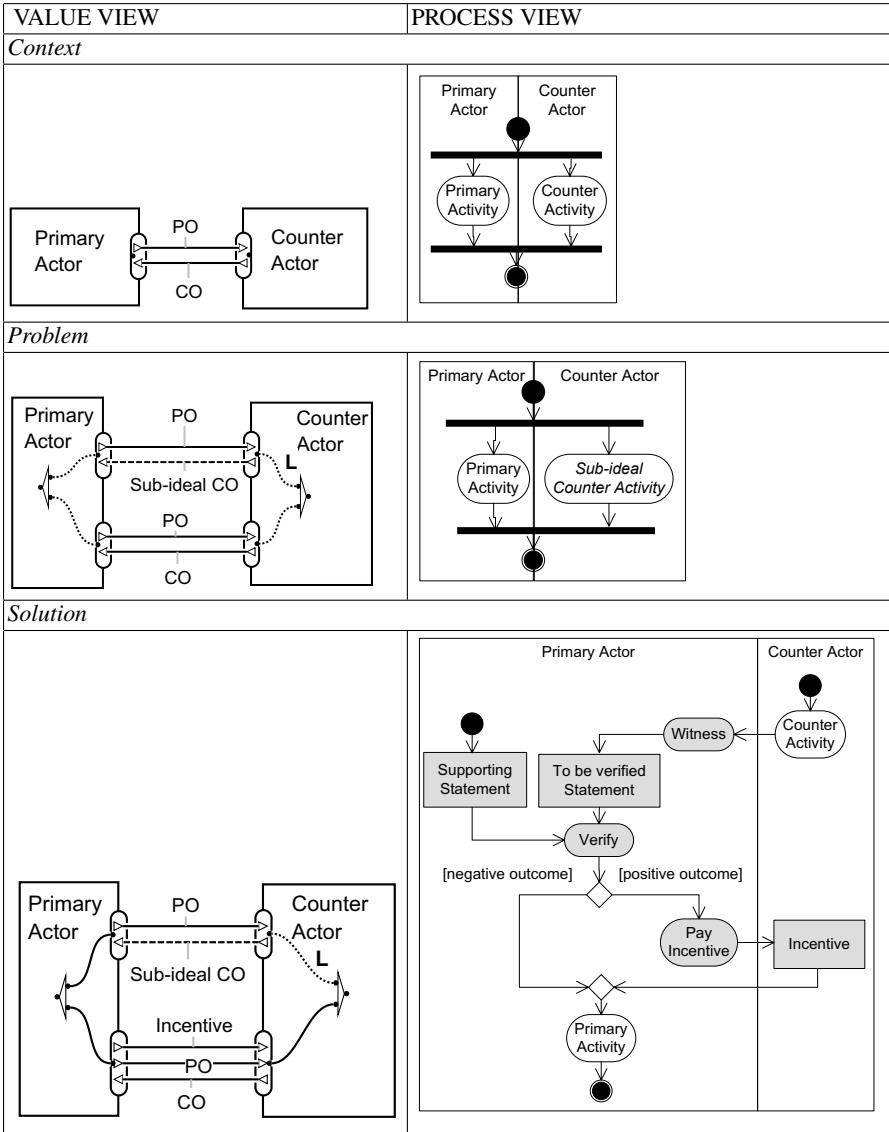 VALUE VIEW
PROCESS VIEW
Context
Primary
Actor
PO
CO
Counter
Actor
Primary
Actor
Counter
Actor
Primary
Activity
Counter
Activity
Problem
Primary
Actor
PO
Sub-ideal CO
PO
CO
Counter
Actor
L
Primary Actor
Counter Actor
Primary
Activity
Sub-ideal
Counter Activity
Solution
Primary
Actor
PO
Sub-ideal CO
Incentive
PO
CO
Counter
Actor
L
Primary Actor
Counter Actor
Witness
Counter
Activity
Supporting
Statement
To be verified
Statement
Verify
[negative outcome]
[positive outcome]
Pay
Incentive
Incentive
Primary
Activity